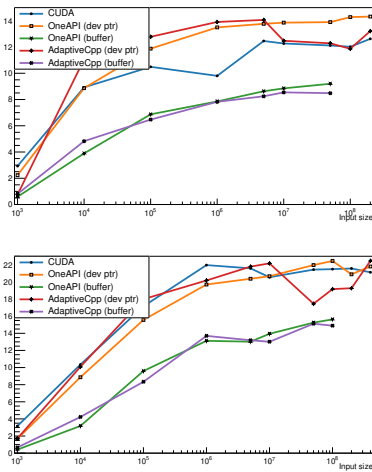 14
CUDA
OneAPI (dev ptr)
12
OneAPI (buffer)
AdaptiveCpp (dev ptr)
10
AdaptiveCpp (buffer)
8
6
4
2
0
10³ 10⁴ 10⁵ 10⁶ 10⁷ 10⁸
Input size
22
CUDA
20
OneAPI (dev ptr)
OneAPI (buffer)
18
AdaptiveCpp (dev ptr)
16
AdaptiveCpp (buffer)
14
12
10
8
6
4
2
0
10³ 10⁴ 10⁵ 10⁶ 10⁷ 10⁸
Input size